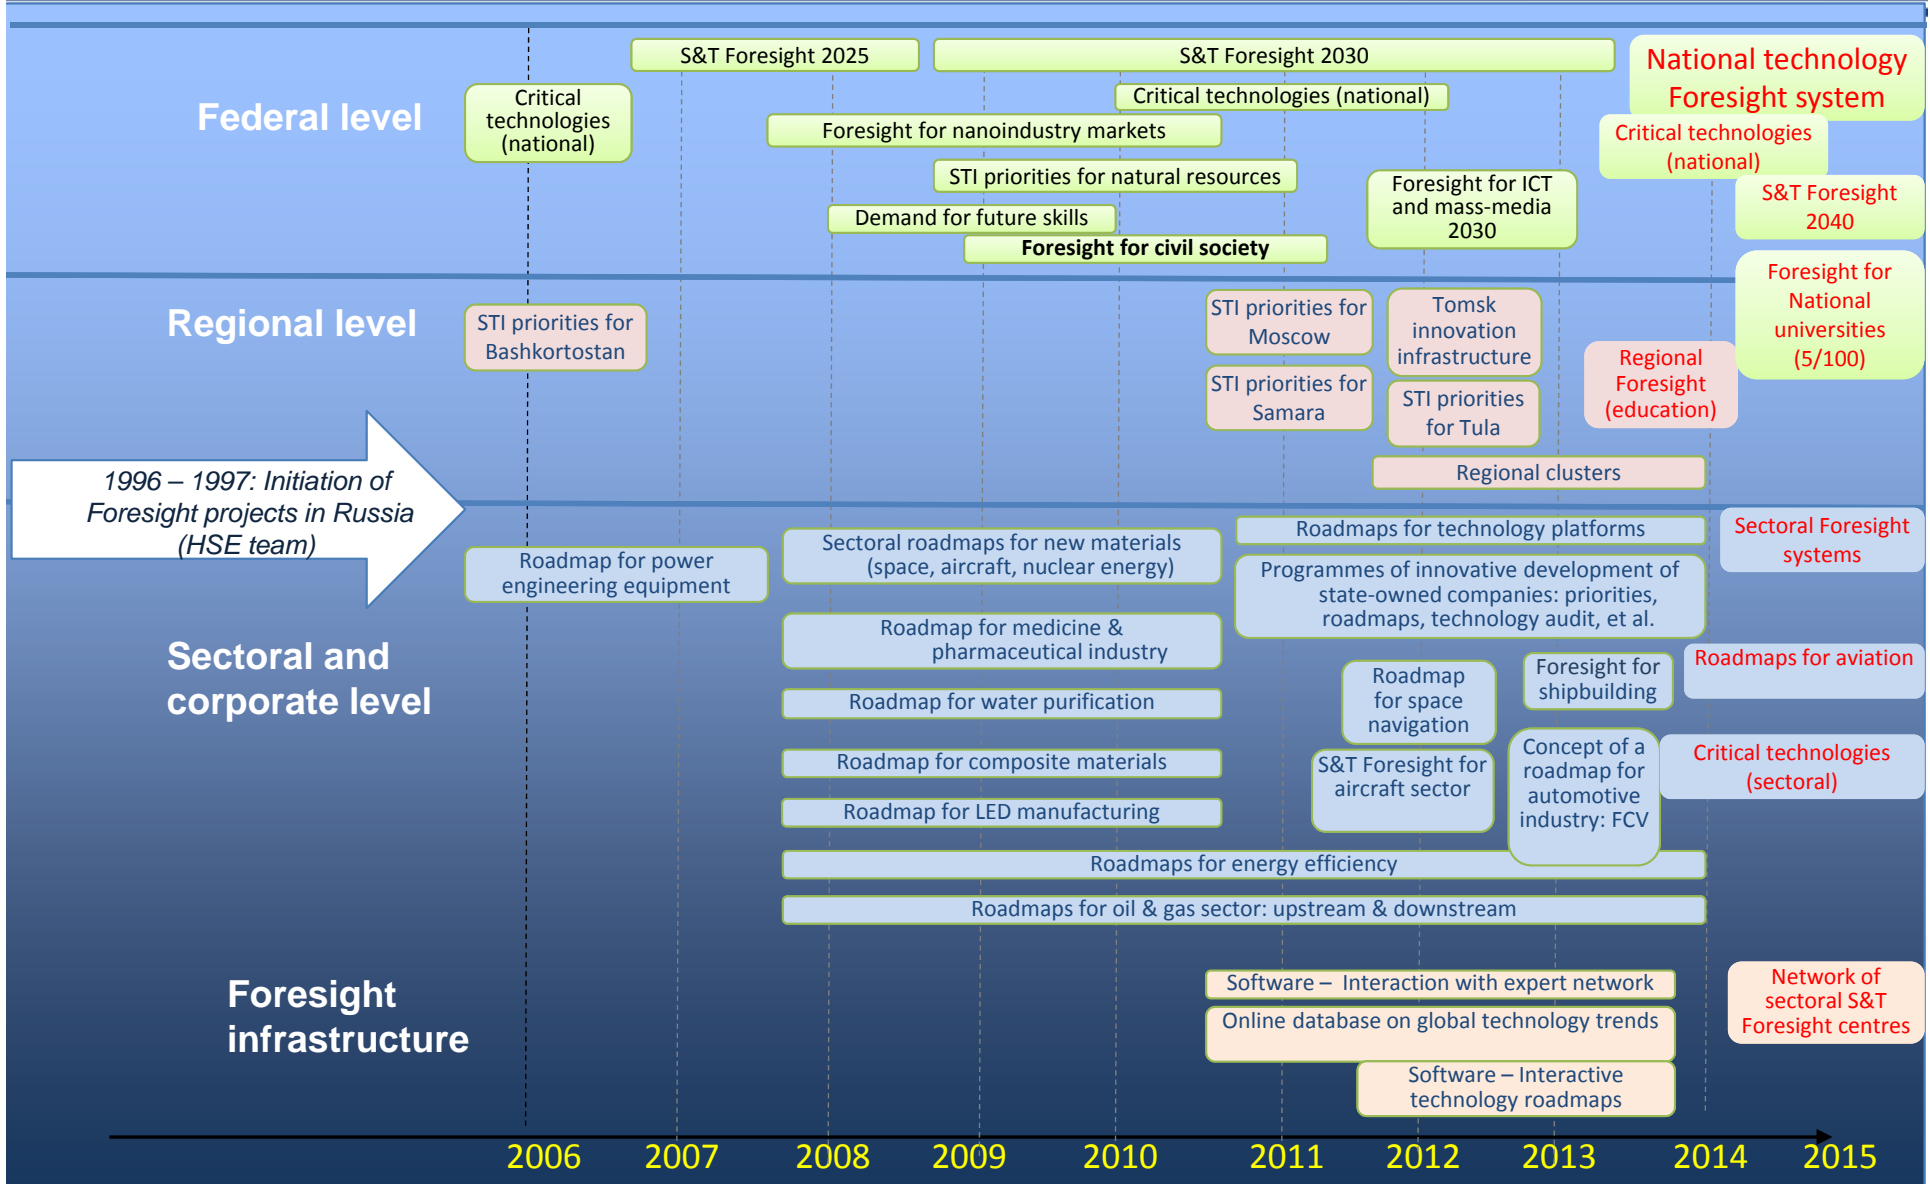 S&T Foresight 2025
S&T Foresight 2030
National technology
Foresight system
Federal level
Critical
technologies
(national)
Critical technologies (national)
Foresight for nanoindustry markets
Critical technologies
(national)
STI priorities for natural resources
Foresight for ICT
and mass-media
2030
S&T Foresight
2040
Demand for future skills
Foresight for civil society
Regional level
STI priorities for
Bashkortostan
STI priorities for
Moscow
Tomsk
innovation
infrastructure
Foresight for
National
universities
(5/100)
STI priorities for
Samara
STI priorities
for Tula
Regional
Foresight
(education)
Regional clusters
1996 – 1997: Initiation of
Foresight projects in Russia
(HSE team)
Sectoral and
corporate level
Roadmap for power
engineering equipment
Sectoral roadmaps for new materials
(space, aircraft, nuclear energy)
Roadmaps for technology platforms
Sectoral Foresight
systems
Programmes of innovative development of
state-owned companies: priorities,
roadmaps, technology audit, et al.
Roadmap for medicine &
pharmaceutical industry
Roadmap
for space
navigation
Foresight for
shipbuilding
Roadmaps for aviation
Roadmap for water purification
Roadmap for composite materials
S&T Foresight for
aircraft sector
Concept of a
roadmap for
automotive
industry: FCV
Critical technologies
(sectoral)
Roadmap for LED manufacturing
Roadmaps for energy efficiency
Roadmaps for oil & gas sector: upstream & downstream
Foresight
infrastructure
Software – Interaction with expert network
Online database on global technology trends
Software – Interactive
technology roadmaps
Network of
sectoral S&T
Foresight centres
2006 2007 2008 2009 2010 2011 2012 2013 2014 2015